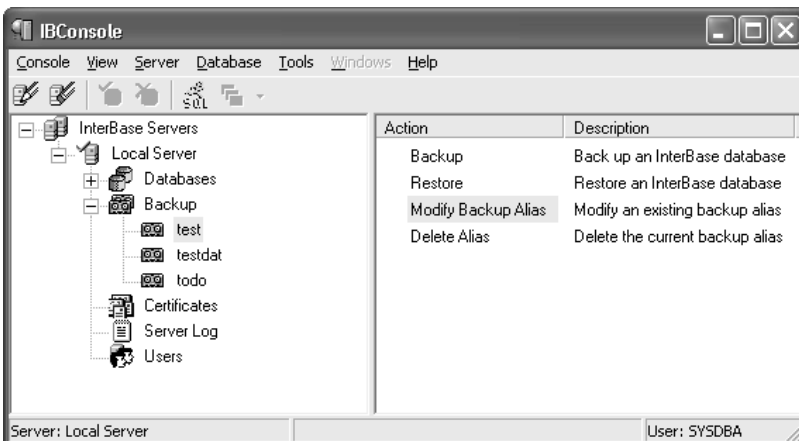 IBConsole
Console View Server Database Tools Windows Help
SQL
InterBase Servers
Local Server
Databases
Backup
test
testdat
todo
Certificates
Server Log
Users
Action Description
Backup Back up an InterBase database
Restore Restore an InterBase database
Modify Backup Alias Modify an existing backup alias
Delete Alias Delete the current backup alias
Server: Local Server User: SYSDBA